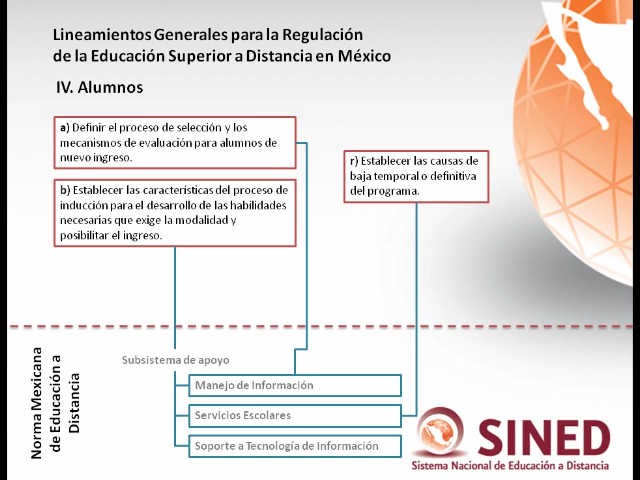 Lineamientos Generales para la Regulación
de la Educación Superior a Distancia en México
IV. Alumnos
a) Definir el proceso de selección y los
mecanismos de evaluación para alumnos de
nuevo ingreso.
b) Establecer las características del proceso de
inducción para el desarrollo de las habilidades
necesarias que exige la modalidad y
posibilitar el ingreso.
r) Establecer las causas de
baja temporal o definitiva
del programa.
Norma Mexicana
de Educación a
Distancia
Subsistema de apoyo
Manejo de Información
Servicios Escolares
Soporte a Tecnología de Información
SINED
Sistema Nacional de Educación a Distancia